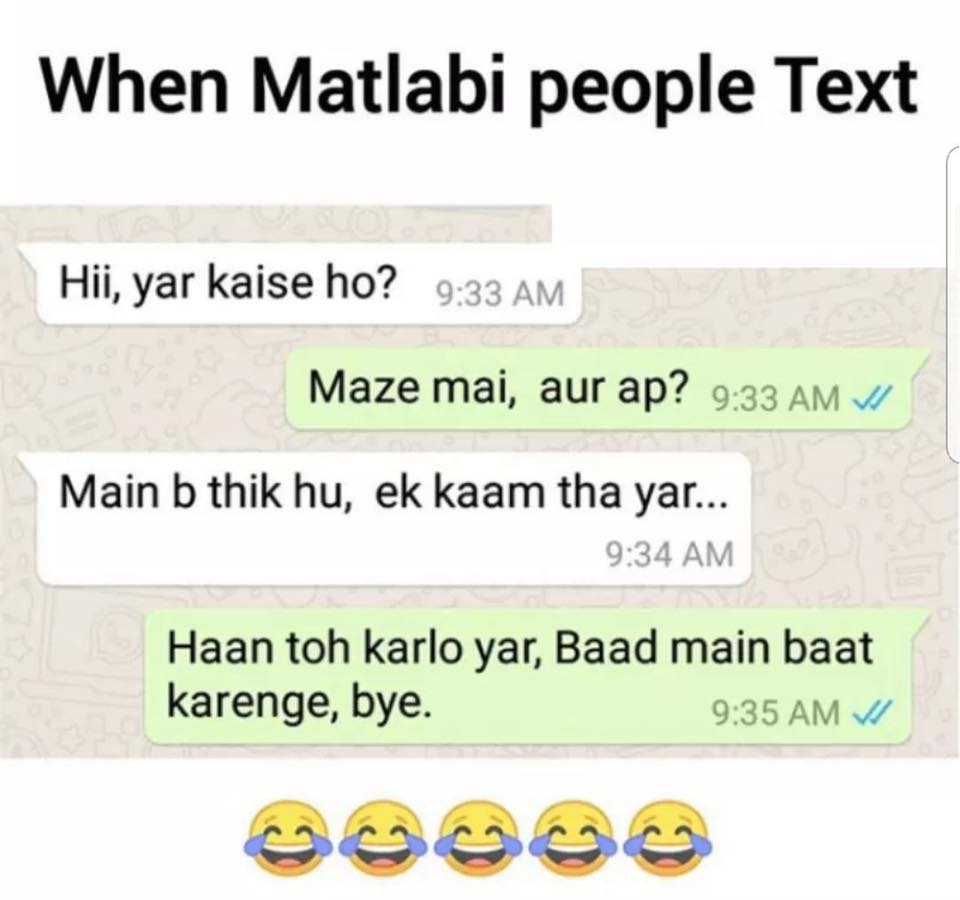 When Matlabi people Text
Hii, yar kaise ho? 9:33 AM
Maze mai, aur ap? 9:33 AM
Main b thik hu, ek kaam tha yar...
9:34 AM
Haan toh karlo yar, Baad main baat
karenge, bye. 9:35 AM